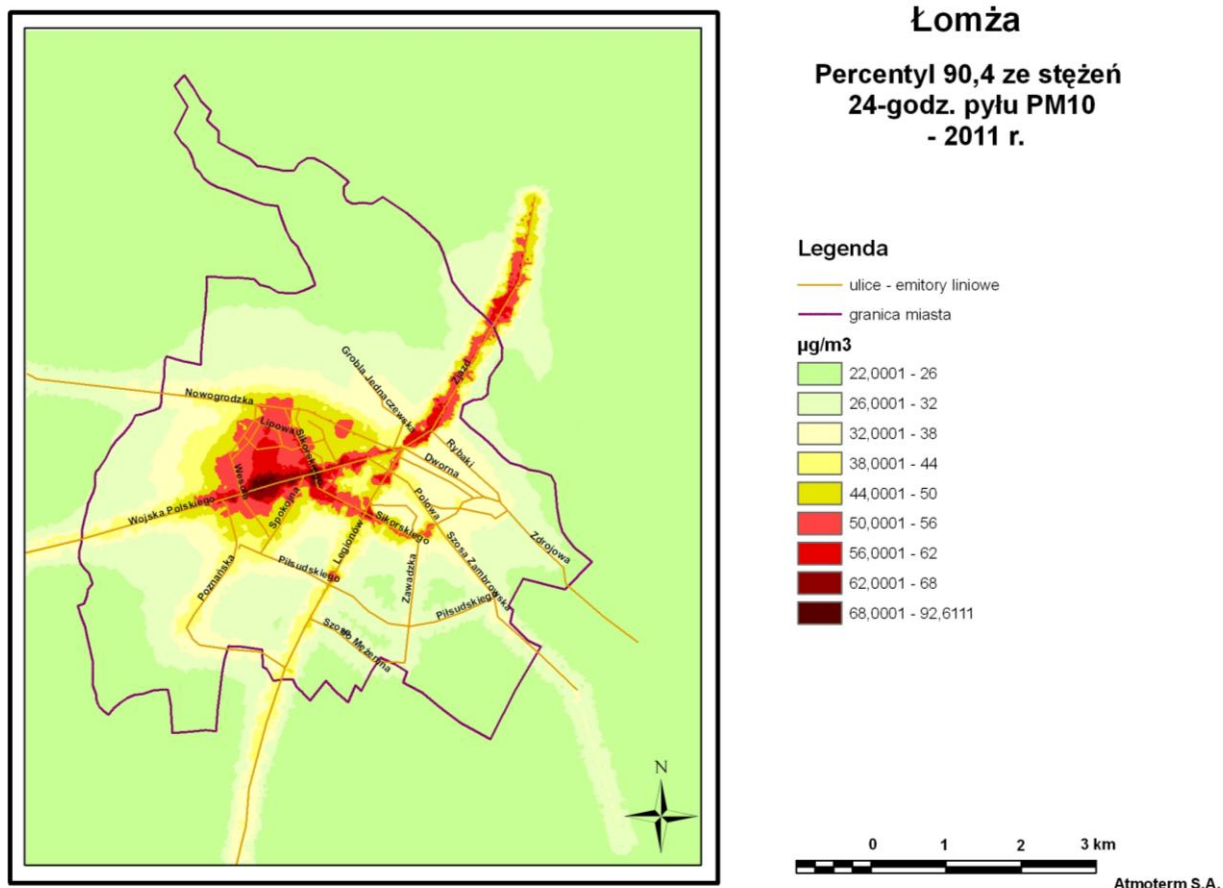 Łomża
Percentyl 90,4 ze stężeń
24-godz. pyłu PM10
- 2011 r.
Legenda
ulice - emitory liniowe
granica miasta
µg/m3
22,0001 - 26
26,0001 - 32
32,0001 - 38
38,0001 - 44
44,0001 - 50
50,0001 - 56
56,0001 - 62
62,0001 - 68
68,0001 - 92,6111
Nowogrodzka
Grobla Jednaczewska
Zjazd
Lipowa
Sikorskiego
Rybaki
Dworna
Wesoła
Wojska Polskiego
Spokojna
Polowa
Legionów
Sikorskiego
Szosa Zambrowska
Zdrojowa
Piłsudskiego
Poznańska
Zawadzka
Piłsudskiego
Szosa
Mężenina
N
0 1 2 3 km
Atmoterm S.A.